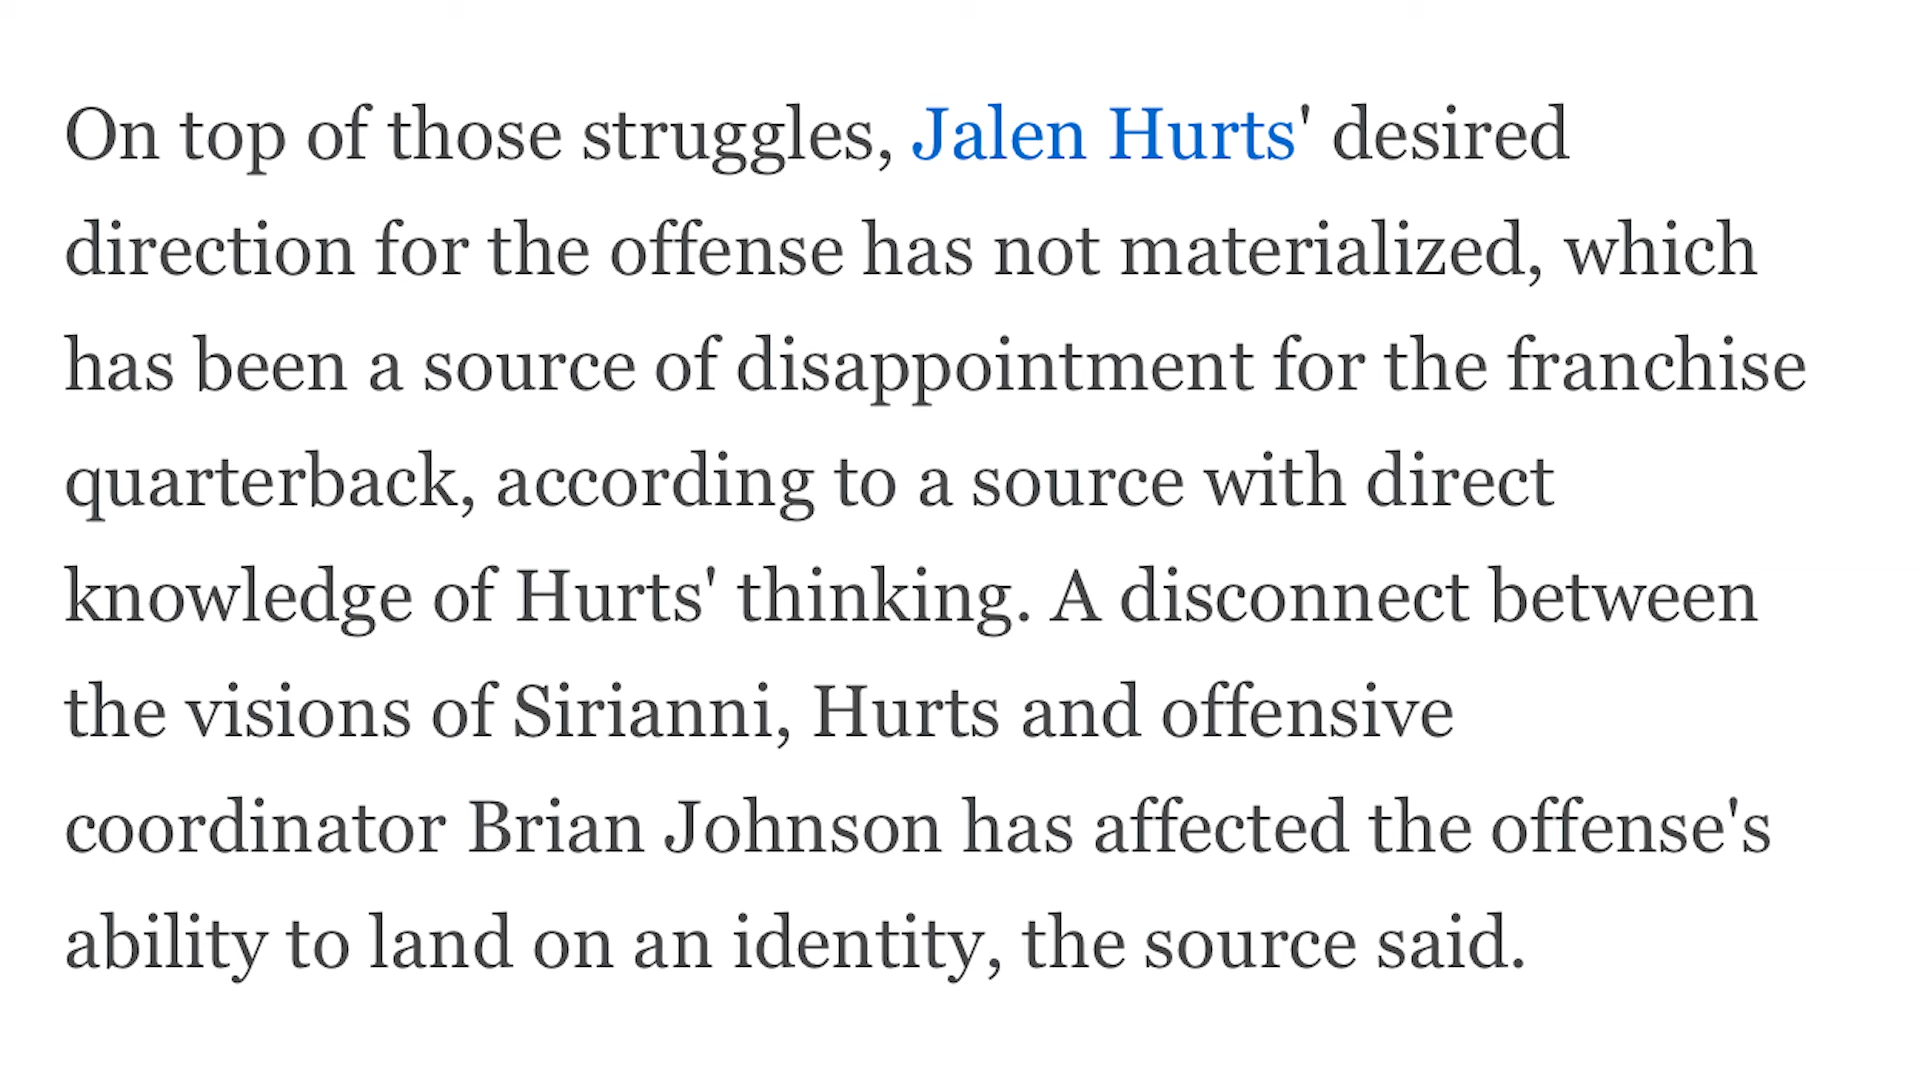 On top of those struggles, Jalen Hurts' desired
direction for the offense has not materialized, which
has been a source of disappointment for the franchise
quarterback, according to a source with direct
knowledge of Hurts' thinking. A disconnect between
the visions of Sirianni, Hurts and offensive
coordinator Brian Johnson has affected the offense's
ability to land on an identity, the source said.